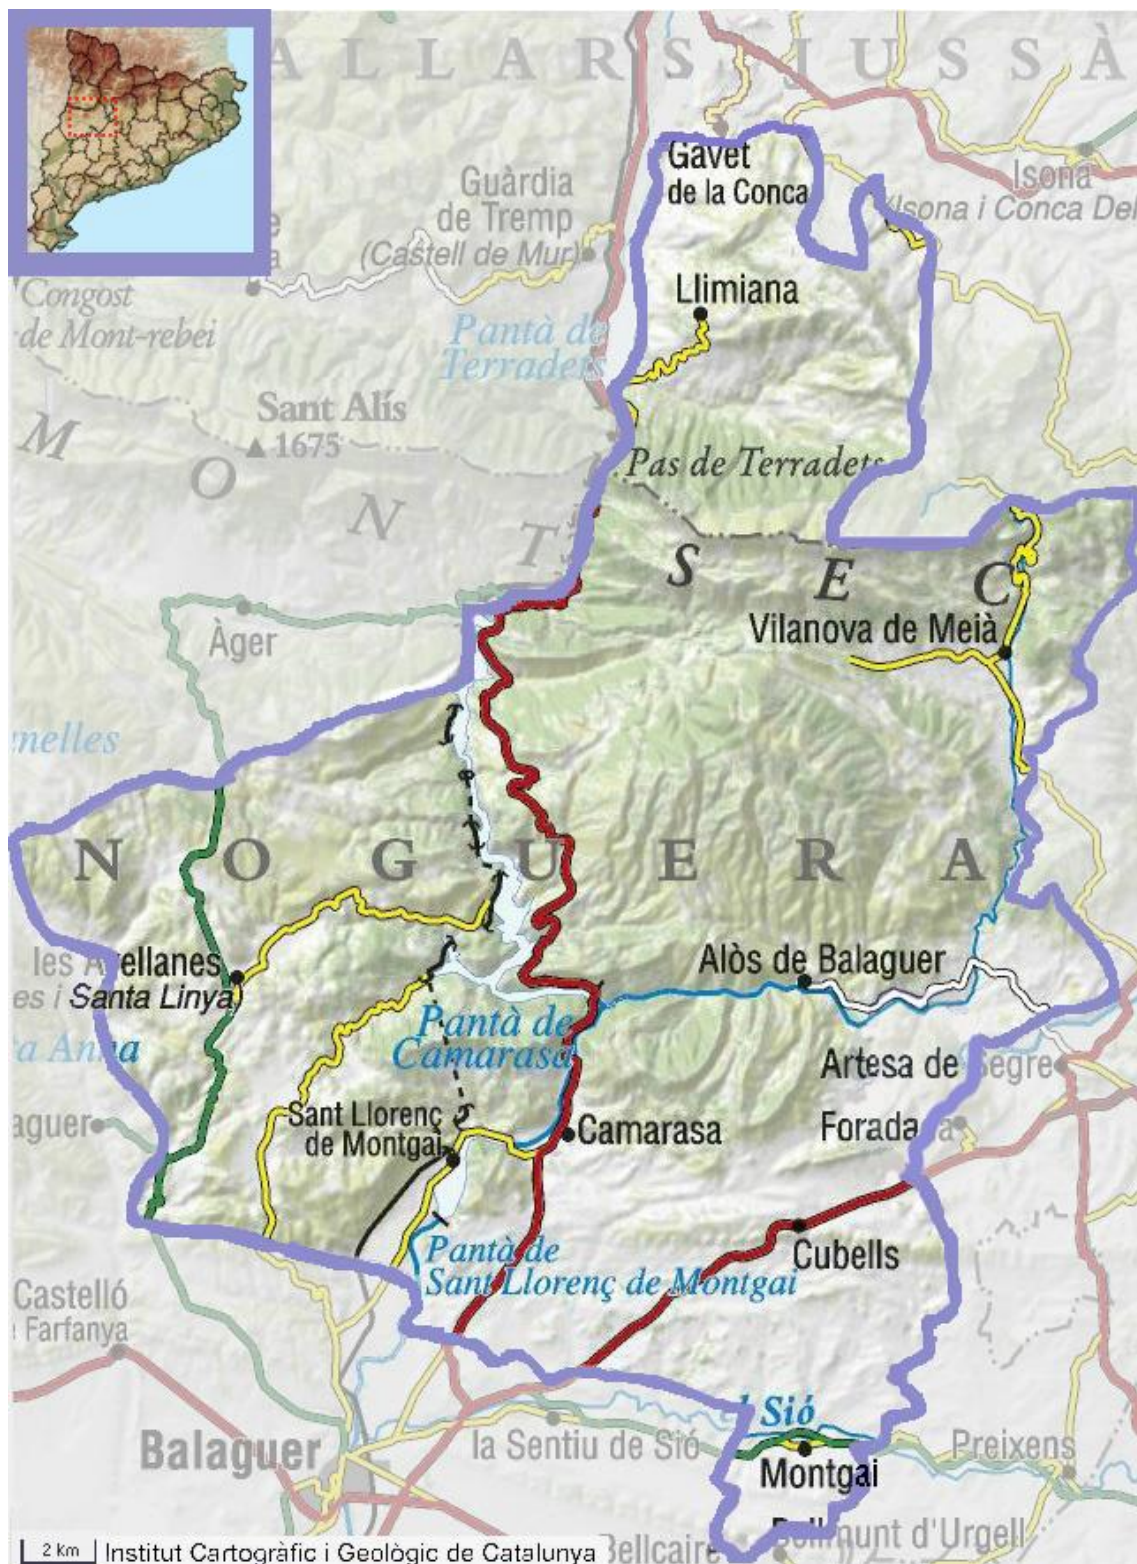 ALLARS JUSSÀ
Gavet
de la Conca
Isona
(Isona i Conca Del
Guàrdia
de Tremp
(Castell de Mur)
Llimiana
Congost
de Mont-rebei
Pantà de
Terradets
Sant Alís
1675
Pas de Terradets
MONTSEC
Vilanova de Meià
Àger
nelles
NOGUERA
les Avellanes
es i Santa Linya)
Alòs de Balaguer
Pantà de
Camarasa
a Anna
Artesa de Segre
Sant Llorenç
de Montgai
Camarasa
Foradada
aguer
Cubells
Pantà de
Sant Llorenç de Montgai
Castelló
Farfanya
l Sió
Balaguer
la Sentiu de Sió
Preixens
Montgai
Bellmunt d'Urgell
Bellcaire
2 Km
Institut Cartogràfic i Geològic de Catalunya